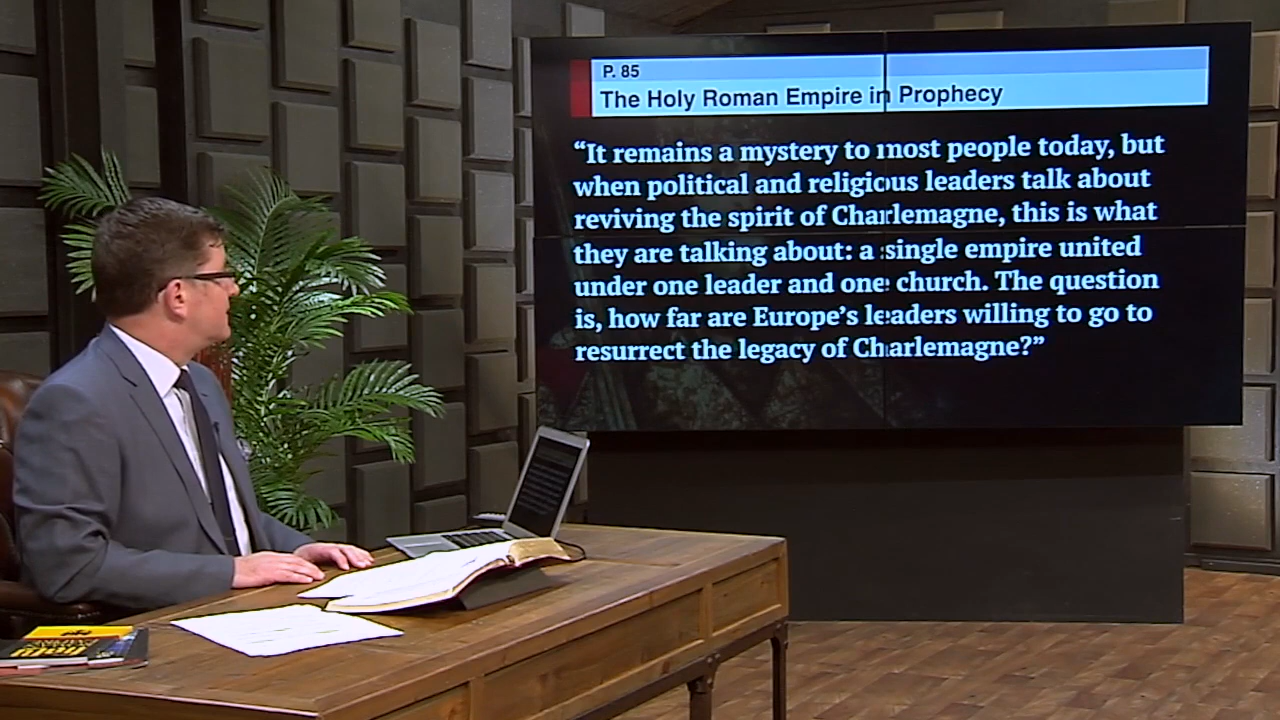 P. 85
The Holy Roman Empire in Prophecy
“It remains a mystery to most people today, but
when political and religious leaders talk about
reviving the spirit of Charlemagne, this is what
they are talking about: a single empire united
under one leader and one church. The question
is, how far are Europe’s leaders willing to go to
resurrect the legacy of Charlemagne?”